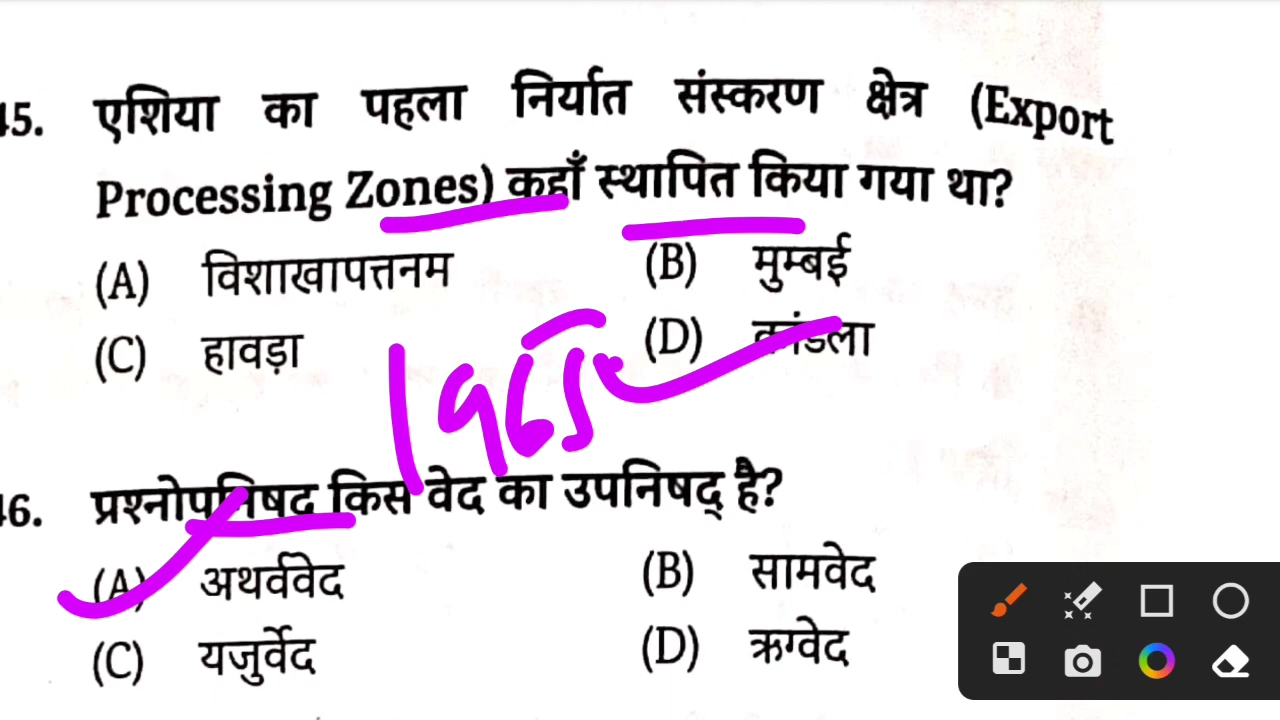 45. एशिया का पहला निर्यात संस्करण क्षेत्र (Export
Processing Zones) कहाँ स्थापित किया गया था?
(A) विशाखापत्तनम (B) मुम्बई
(C) हावड़ा (D) कांडला
1965
46. प्रश्नोपनिषद किस वेद का उपनिषद् है?
(A) अथर्ववेद (B) सामवेद
(C) यजुर्वेद (D) ऋग्वेद